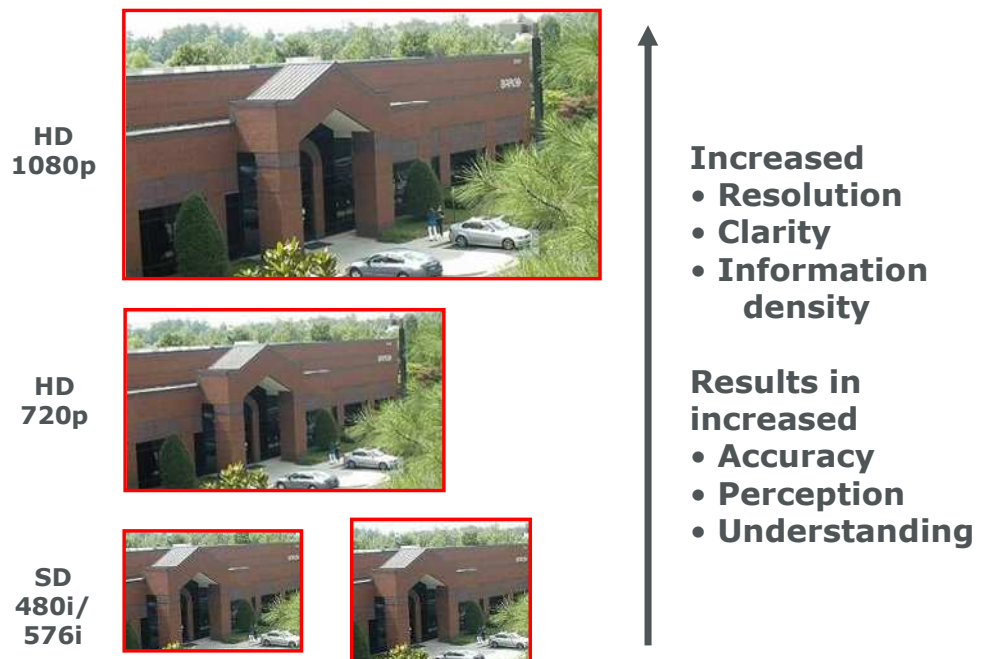 HD
1080p
HD
720p
SD
480i/
576i
Increased
• Resolution
• Clarity
• Information
density
Results in
increased
• Accuracy
• Perception
• Understanding